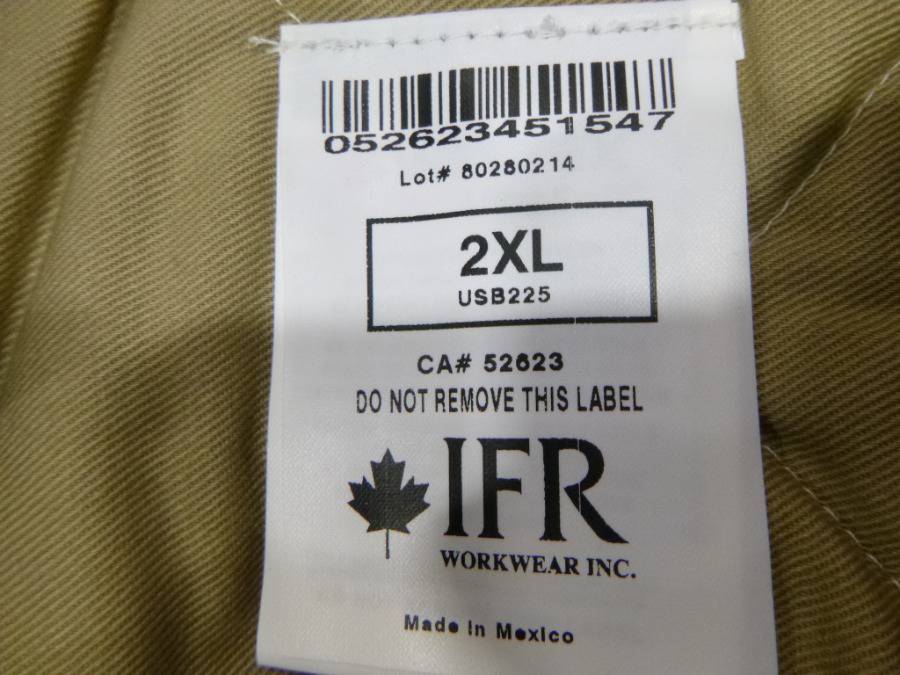 052623451547
Lot# 80280214
2XL
USB225
CA# 52623
DO NOT REMOVE THIS LABEL
IFR
WORKWEAR INC.
Made in Mexico